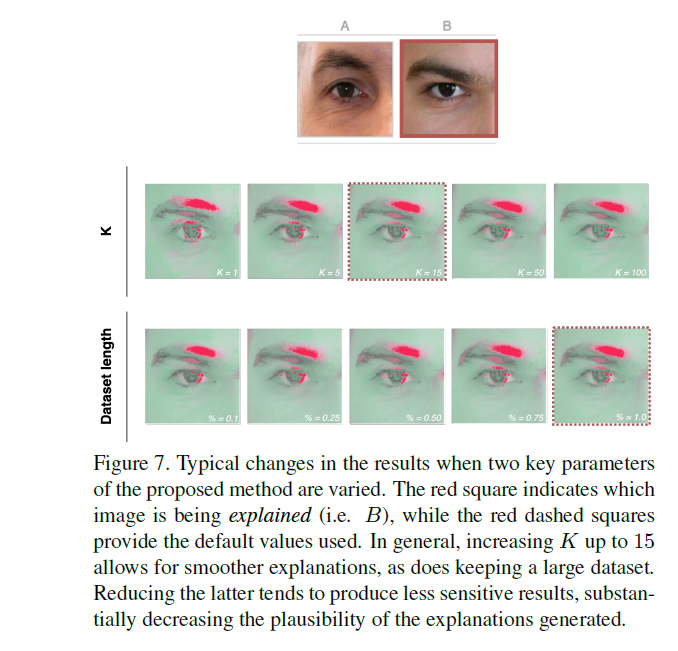 A B
K
K = 1 K = 5 K = 15 K = 50 K = 100
Dataset length
% = 0.1 % = 0.25 % = 0.50 % = 0.75 % = 1.0
Figure 7. Typical changes in the results when two key parameters
of the proposed method are varied. The red square indicates which
image is being explained (i.e. B), while the red dashed squares
provide the default values used. In general, increasing K up to 15
allows for smoother explanations, as does keeping a large dataset.
Reducing the latter tends to produce less sensitive results, substan-
tially decreasing the plausibility of the explanations generated.